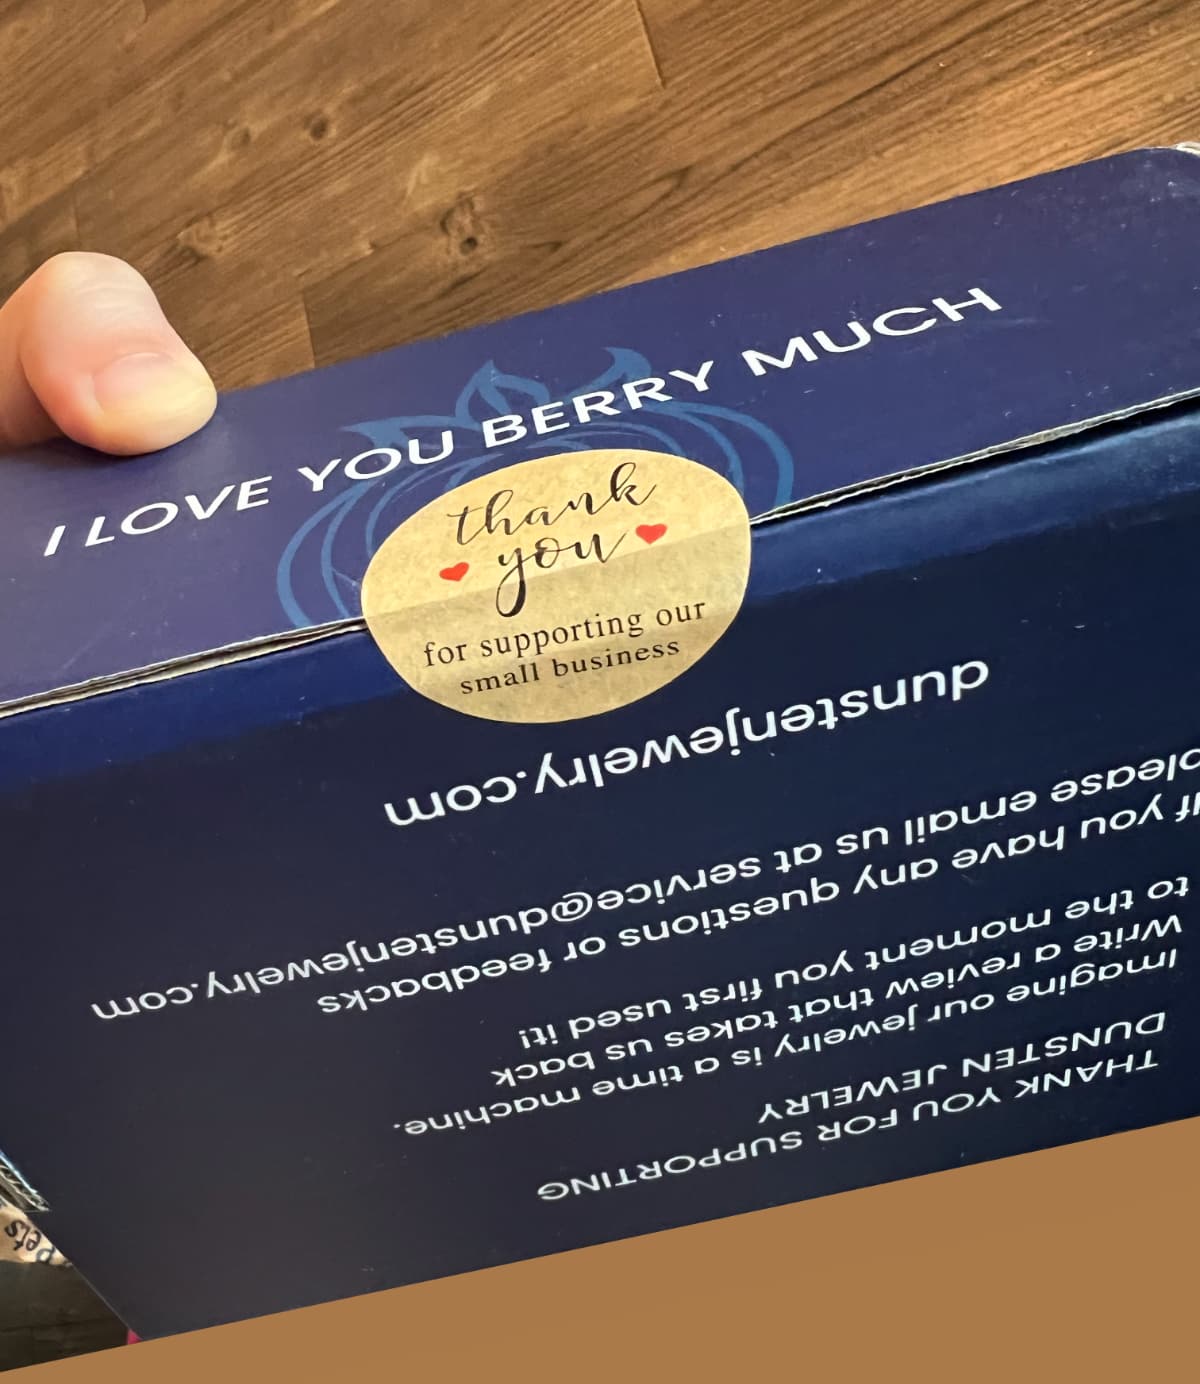 I LOVE YOU BERRY MUCH
thank
you
for supporting our
small business
THANK YOU FOR SUPPORTING
DUNSTEN JEWELRY
Imagine our jewelry is a time machine.
Write a review that takes us back
to the moment you first used it!
If you have any questions or feedbacks
please email us at service@dunstenjewelry.com
dunstenjewelry.com
Pets